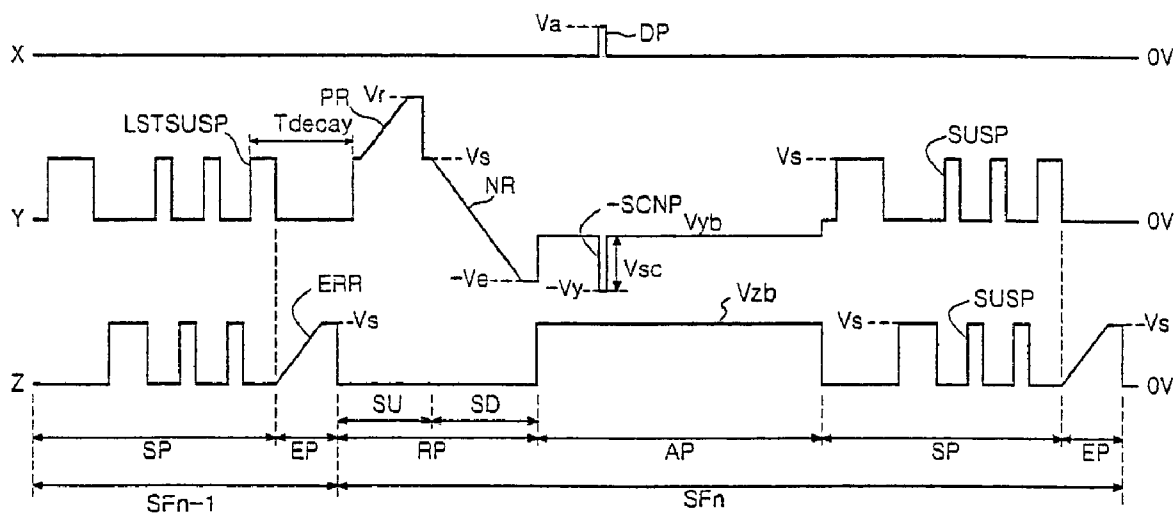 Va DP
X 0V
PR Vr
LSTSUSP Tdecay
Vs Vs SUSP
NR
-SCNP
Y Vyb 0V
-Ve -Vy Vsc
ERR
Vs Vzb Vs SUSP Vs
Z 0V
SU SD
SP EP RP AP SP EP
SFn-1 SFn